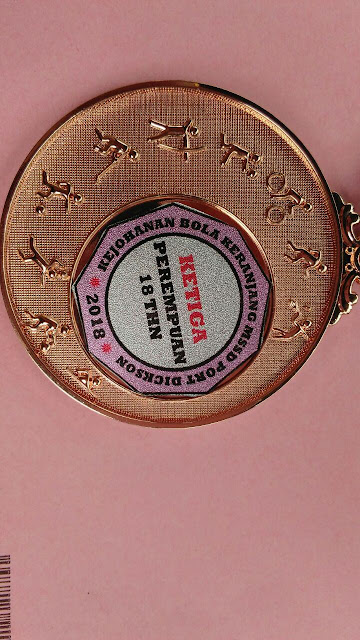 KEJOHANAN BOLA KERANJANG MSSD PORT DICKSON
KETIGA
PEREMPUAN
18 THN
* 2018 *